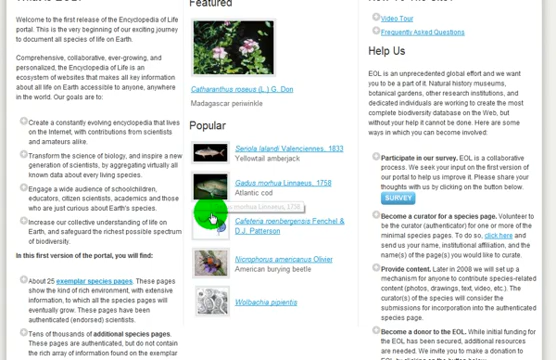 What is EOL?
Welcome to the first release of the Encyclopedia of Life
portal. This is the very beginning of our exciting journey
to document all species of life on Earth.
Comprehensive, collaborative, ever-growing, and
personalized, the Encyclopedia of Life is an
ecosystem of websites that makes all key information
about all life on Earth accessible to anyone, anywhere
in the world. Our goals are to:
Create a constantly evolving encyclopedia that lives
on the Internet, with contributions from scientists
and amateurs alike.
Transform the science of biology, and inspire a new
generation of scientists, by aggregating virtually all
known data about every living species.
Engage a wide audience of schoolchildren,
educators, citizen scientists, academics and those
who are just curious about Earth's species.
Increase our collective understanding of life on
Earth, and safeguard the richest possible spectrum
of biodiversity.
In this first version of the portal, you will find:
About 25 exemplar species pages. These pages
show the kind of rich environment, with extensive
information, to which all the species pages will
eventually grow. These pages have been
authenticated (endorsed) scientists.
Tens of thousands of additional species pages.
These pages are authenticated, but do not contain
the rich array of information found on the exemplar
Featured
Catharanthus roseus (L.) G. Don
Madagascar periwinkle
Popular
Seriola lalandi Valenciennes, 1833
Yellowtail amberjack
Gadus morhua Linnaeus, 1758
Atlantic cod
morhua Linnaeus, 1758
Cafeteria roenbergensis Fenchel &
D.J. Patterson
Nicrophorus americanus Olivier
American burying beetle
Wolbachia pipientis
Video Tour
Frequently Asked Questions
Help Us
EOL is an unprecedented global effort and we want
you to be a part of it. Natural history museums,
botanical gardens, other research institutions, and
dedicated individuals are working to create the most
complete biodiversity database on the Web, but
without your help it cannot be done. Here are some
ways in which you can become involved:
Participate in our survey. EOL is a collaborative
process. We seek your input on the first version of
our portal to help us improve it. Please share your
thoughts with us by clicking on the button below.
SURVEY
Become a curator for a species page. Volunteer to
be the curator (authenticator) for one or more of the
minimal species pages. To do so, click here and
send us your name, institutional affiliation, and the
name(s) of the page(s) you would like to curate.
Provide content. Later in 2008 we will set up a
mechanism for anyone to contribute species-related
content (photos, drawings, text, video, etc.). The
curator(s) of the species will consider the
submissions for incorporation into the authenticated
species page.
Become a donor to the EOL. While initial funding
for the EOL has been secured, additional resources
are needed. We invite you to make a donation to